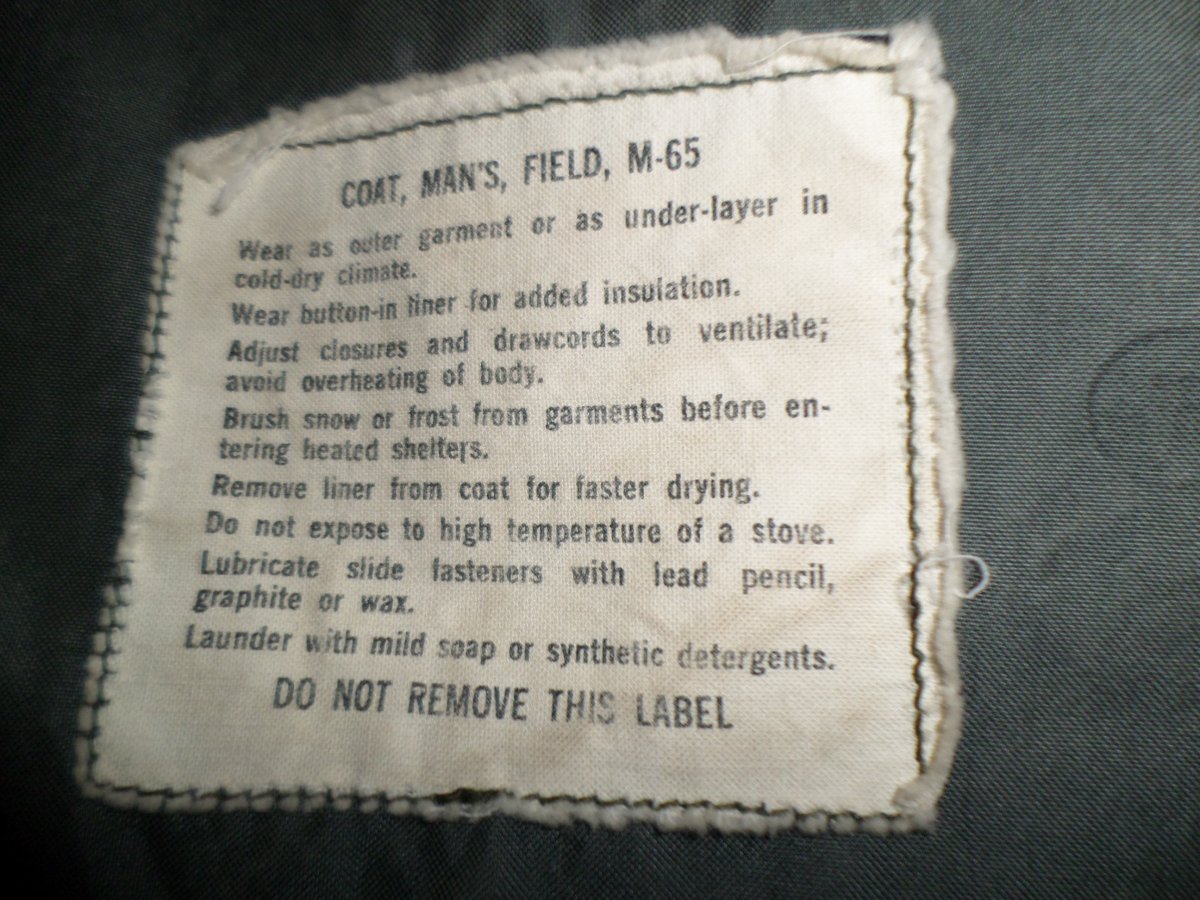 COAT, MAN'S, FIELD, M-65
Wear as outer garment or as under-layer in
cold-dry climate.
Wear button-in liner for added insulation.
Adjust closures and drawcords to ventilate;
avoid overheating of body.
Brush snow or frost from garments before en-
tering heated shelters.
Remove liner from coat for faster drying.
Do not expose to high temperature of a stove.
Lubricate slide fasteners with lead pencil,
graphite or wax.
Launder with mild soap or synthetic detergents.
DO NOT REMOVE THIS LABEL